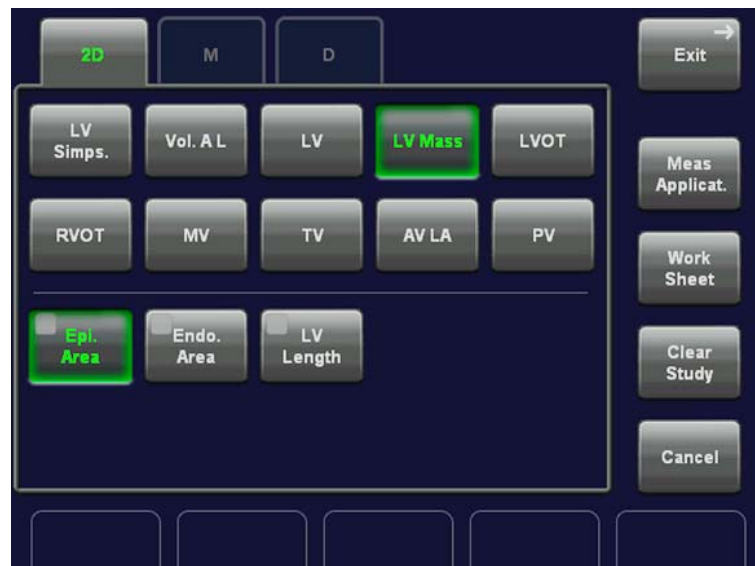 2D
M
D
Exit
LV
Simps.
Vol. A L
LV
LV Mass
LVOT
Meas
Applicat.
RVOT
MV
TV
AV LA
PV
Work
Sheet
Epi.
Area
Endo.
Area
LV
Length
Clear
Study
Cancel